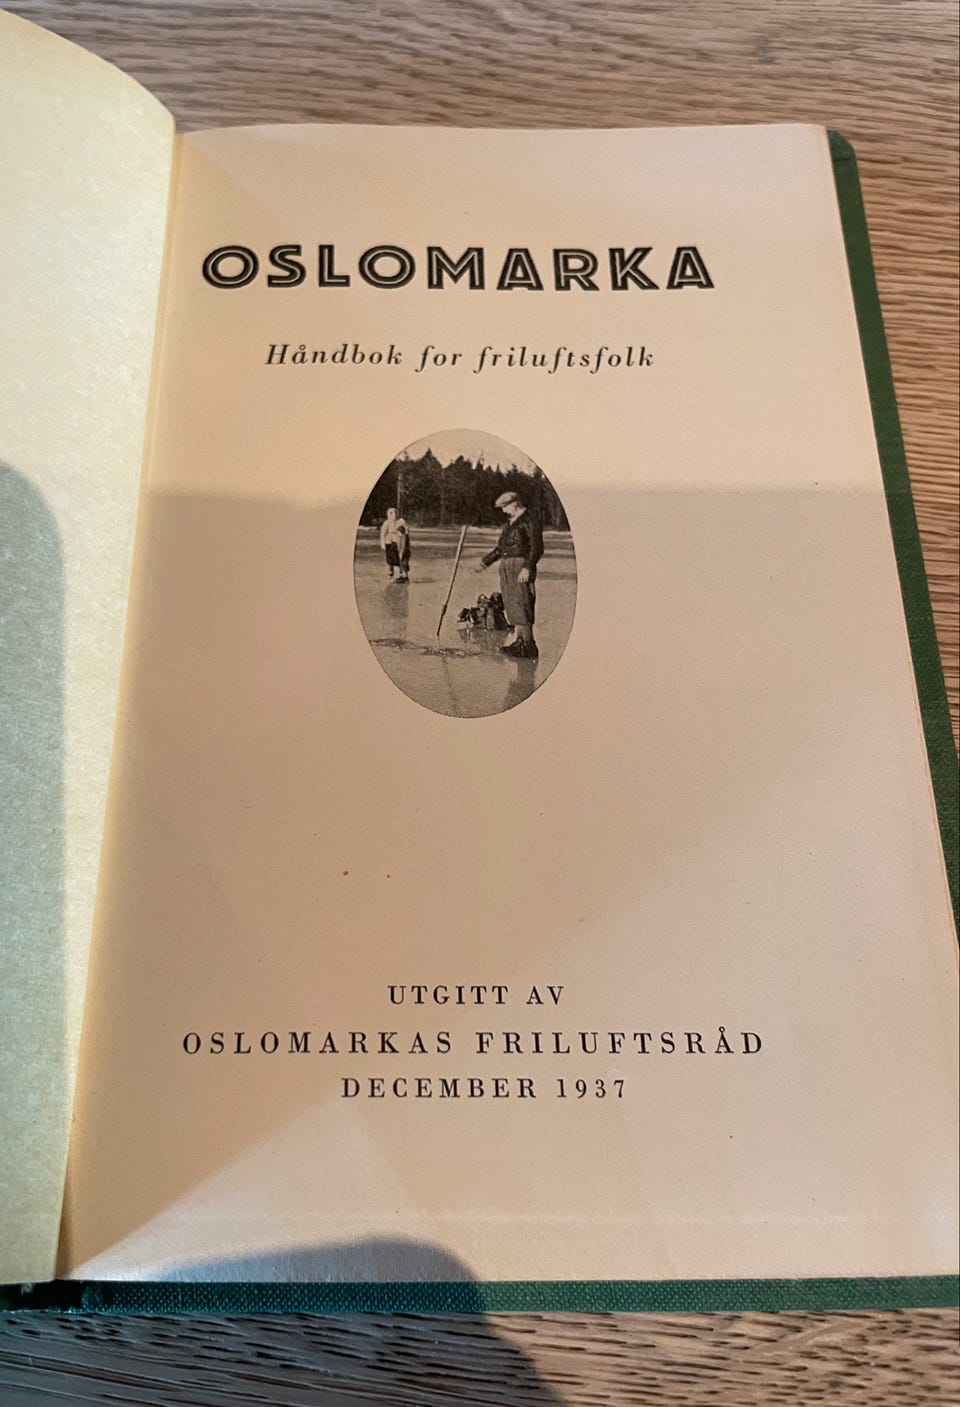 OSLOMARKA
Håndbok for friluftsfolk
UTGITT AV
OSLOMARKAS FRILUFTSRÅD
DECEMBER 1937